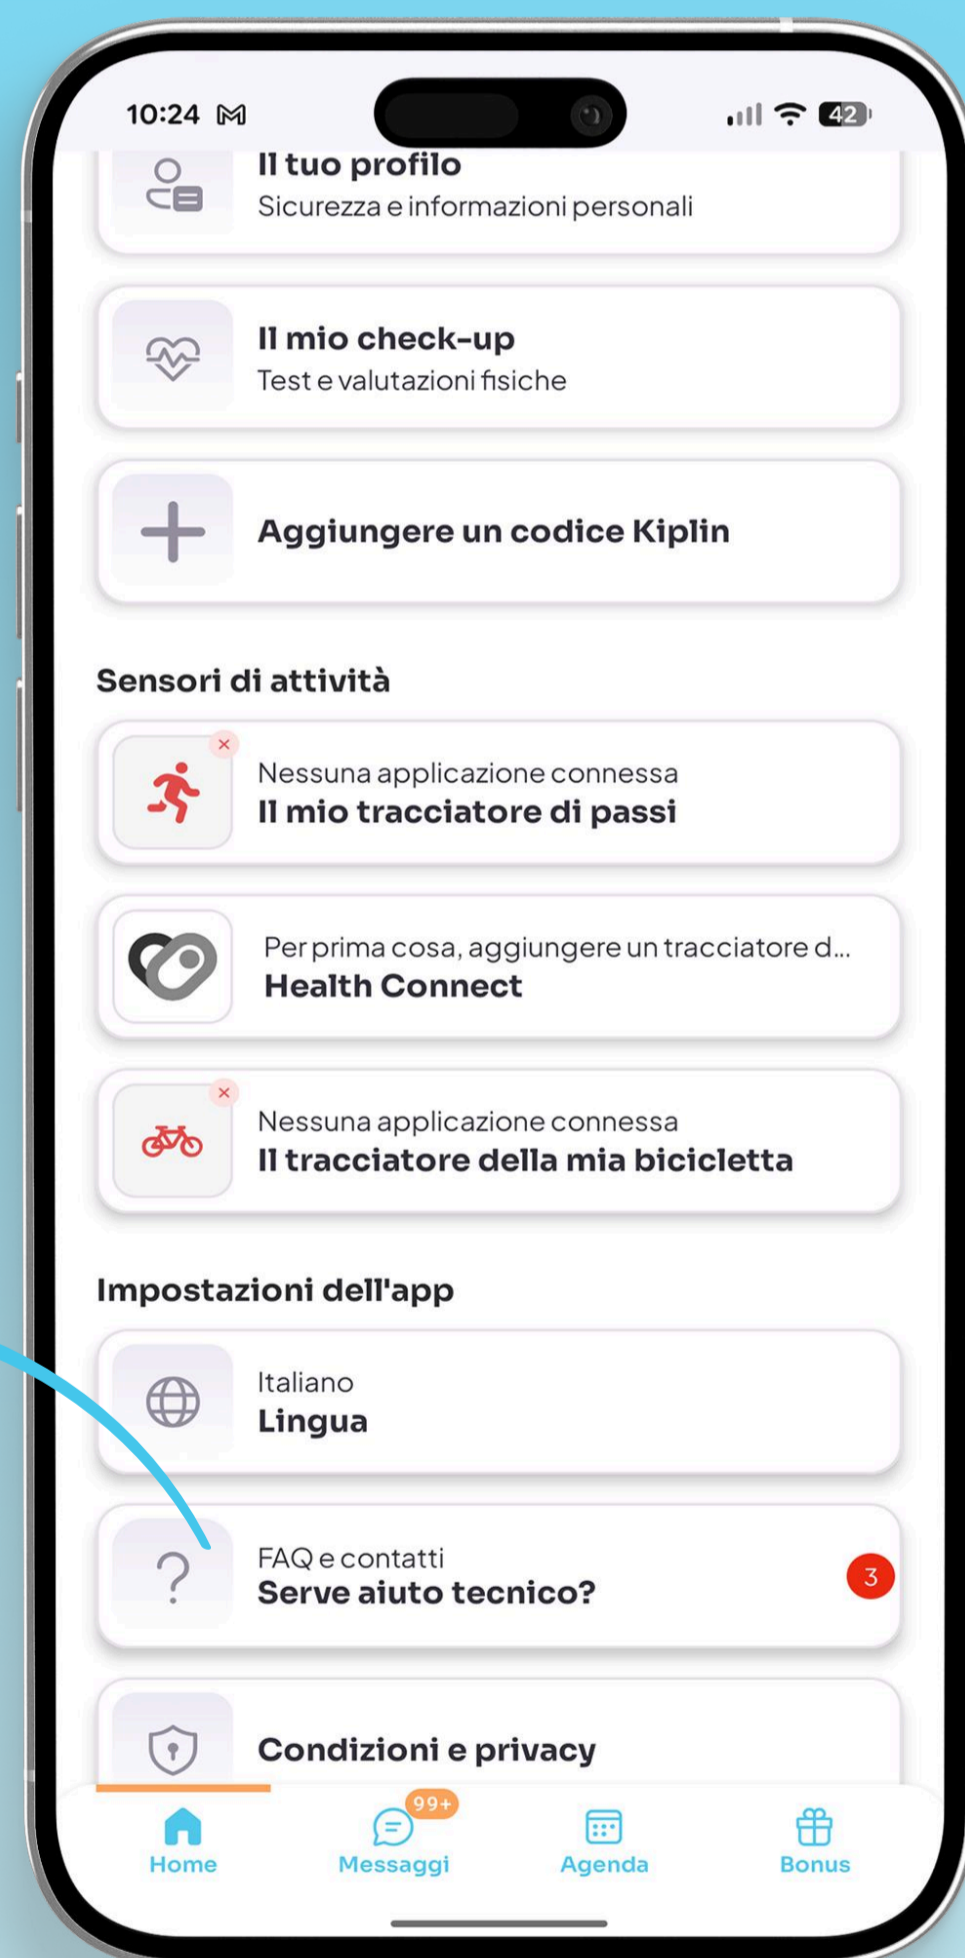 10:24
42
Il tuo profilo
Sicurezza e informazioni personali
Il mio check-up
Test e valutazioni fisiche
Aggiungere un codice Kiplin
Sensori di attività
Nessuna applicazione connessa
Il mio tracciatore di passi
Per prima cosa, aggiungere un tracciatore d...
Health Connect
Nessuna applicazione connessa
Il tracciatore della mia bicicletta
Impostazioni dell'app
Italiano
Lingua
FAQ e contatti
Serve aiuto tecnico?
3
Condizioni e privacy
99+
Home
Messaggi
Agenda
Bonus